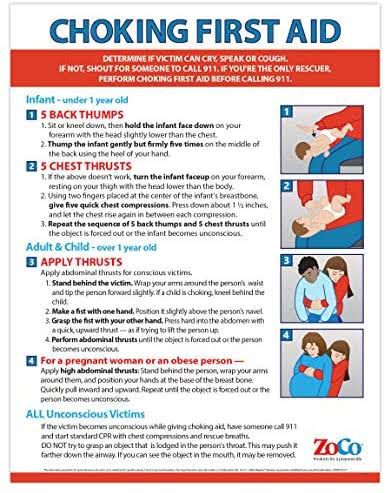 CHOKING FIRST AID
DETERMINE IF VICTIM CAN CRY, SPEAK OR COUGH.
IF NOT, SHOUT FOR SOMEONE TO CALL 911. IF YOU'RE THE ONLY RESCUER,
PERFORM CHOKING FIRST AID BEFORE CALLING 911.
Infant - under 1 year old
1 5 BACK THUMPS
1. Sit or kneel down, then hold the infant face down on your
forearm with the head slightly lower than the chest.
2. Thump the infant gently but firmly five times on the middle of
the back using the heel of your hand.
2 5 CHEST THRUSTS
1. If the above doesn't work, turn the infant faceup on your forearm,
resting on your thigh with the head lower than the body.
2. Using two fingers placed at the center of the infant's breastbone,
give five quick chest compressions. Press down about 1 ½ inches,
and let the chest rise again in between each compression.
3. Repeat the sequence of 5 back thumps and 5 chest thrusts until
the object is forced out or the infant becomes unconscious.
Adult & Child - over 1 year old
3 APPLY THRUSTS
Apply abdominal thrusts for conscious victims.
1. Stand behind the victim. Wrap your arms around the person's waist
and tip the person forward slightly. If a child is choking, kneel behind the
child.
2. Make a fist with one hand. Position it slightly above the person's navel.
3. Grasp the fist with your other hand. Press hard into the abdomen with
a quick, upward thrust — as if trying to lift the person up.
4. Perform abdominal thrusts until the object is forced out or the person
becomes unconscious.
4 For a pregnant woman or an obese person —
Apply high abdominal thrusts: Stand behind the person, wrap your arms
around them, and position your hands at the base of the breast bone.
Quickly pull inward and upward. Repeat until the object is forced out or the
person becomes unconscious.
ALL Unconscious Victims
If the victim becomes unconscious while giving choking aid, have someone call 911
and start standard CPR with chest compressions and rescue breaths.
DO NOT try to grasp an object that is lodged in the person's throat. This may push it
farther down the airway. If you can see the object in the mouth, it may be removed.
1
2
3
4
ZoCo
Products for a prepared life